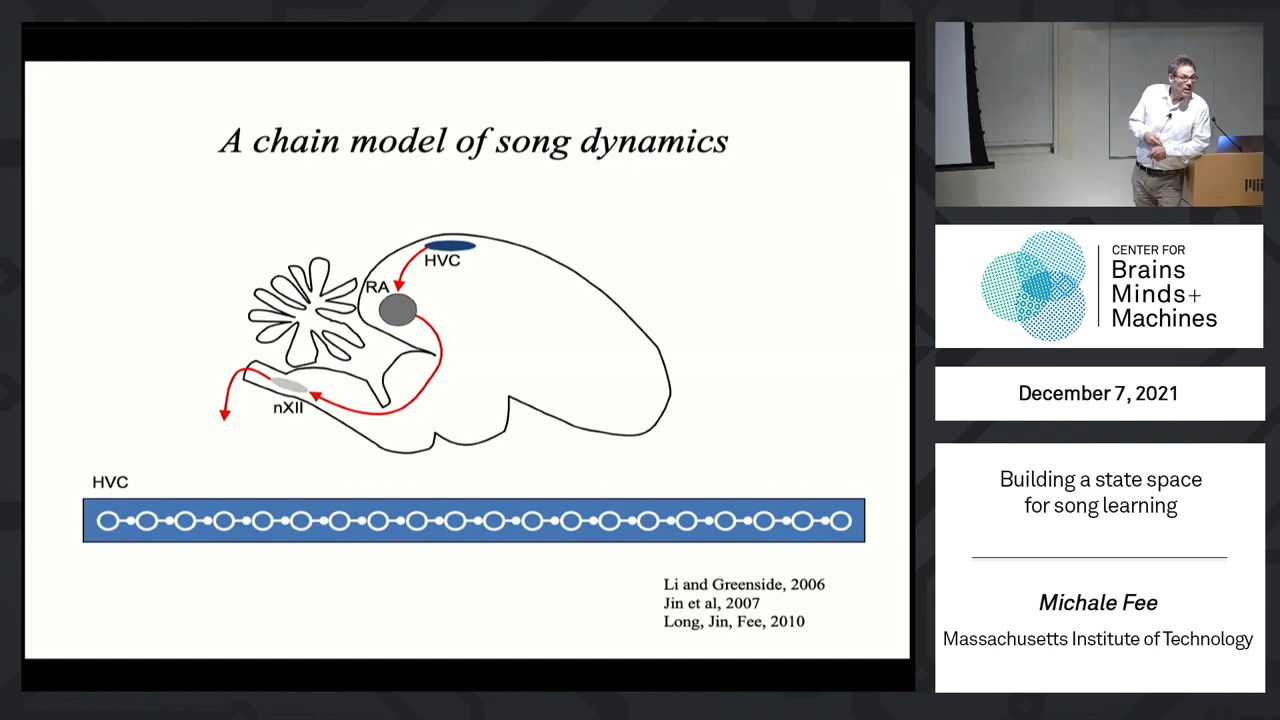 A chain model of song dynamics
HVC
RA
nXII
HVC
Li and Greenside, 2006
Jin et al, 2007
Long, Jin, Fee, 2010
CENTER FOR
Brains
Minds+
Machines
December 7, 2021
Building a state space
for song learning
Michale Fee
Massachusetts Institute of Technology